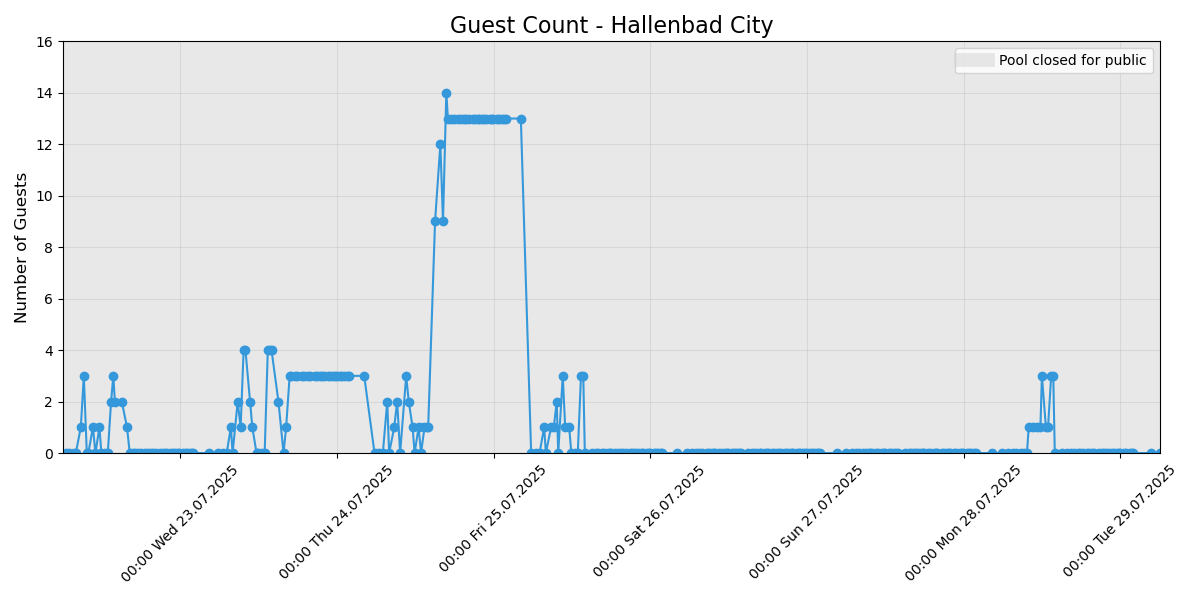 Guest Count - Hallenbad City
Pool closed for public
Number of Guests
16
14
12
10
8
6
4
2
0
00:00 Wed 23.07.2025
00:00 Thu 24.07.2025
00:00 Fri 25.07.2025
00:00 Sat 26.07.2025
00:00 Sun 27.07.2025
00:00 Mon 28.07.2025
00:00 Tue 29.07.2025